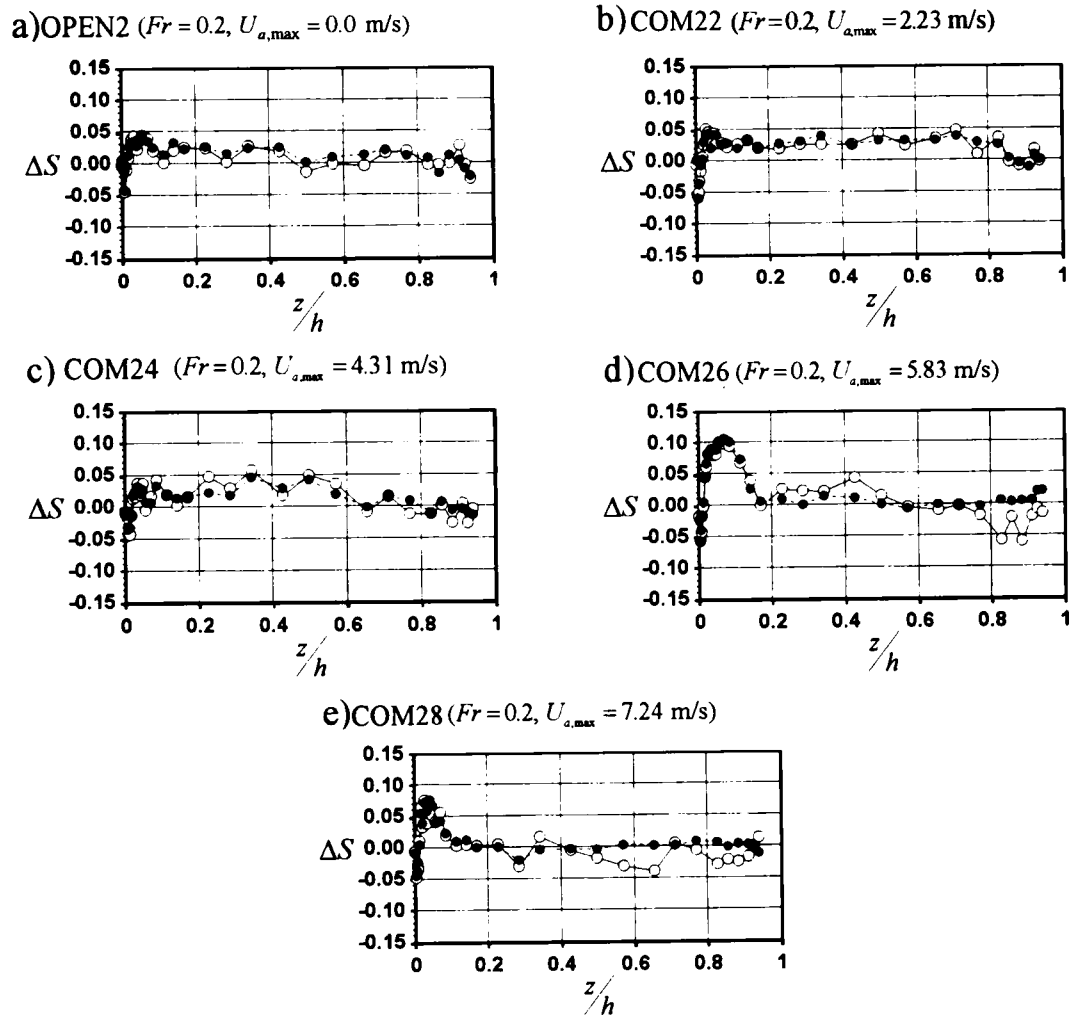 a)OPEN2 (Fr = 0.2, U_a,max = 0.0 m/s)
0.15
0.10
0.05
0.00
-0.05
-0.10
-0.15
ΔS
0 0.2 0.4 0.6 0.8 1
z/h
b)COM22 (Fr = 0.2, U_a,max = 2.23 m/s)
0.15
0.10
0.05
0.00
-0.05
-0.10
-0.15
ΔS
0 0.2 0.4 0.6 0.8 1
z/h
c) COM24 (Fr = 0.2, U_a,max = 4.31 m/s)
0.15
0.10
0.05
0.00
-0.05
-0.10
-0.15
ΔS
0 0.2 0.4 0.6 0.8 1
z/h
d)COM26 (Fr = 0.2, U_a,max = 5.83 m/s)
0.15
0.10
0.05
0.00
-0.05
-0.10
-0.15
ΔS
0 0.2 0.4 0.6 0.8 1
z/h
e)COM28 (Fr = 0.2, U_a,max = 7.24 m/s)
0.15
0.10
0.05
0.00
-0.05
-0.10
-0.15
ΔS
0 0.2 0.4 0.6 0.8 1
z/h